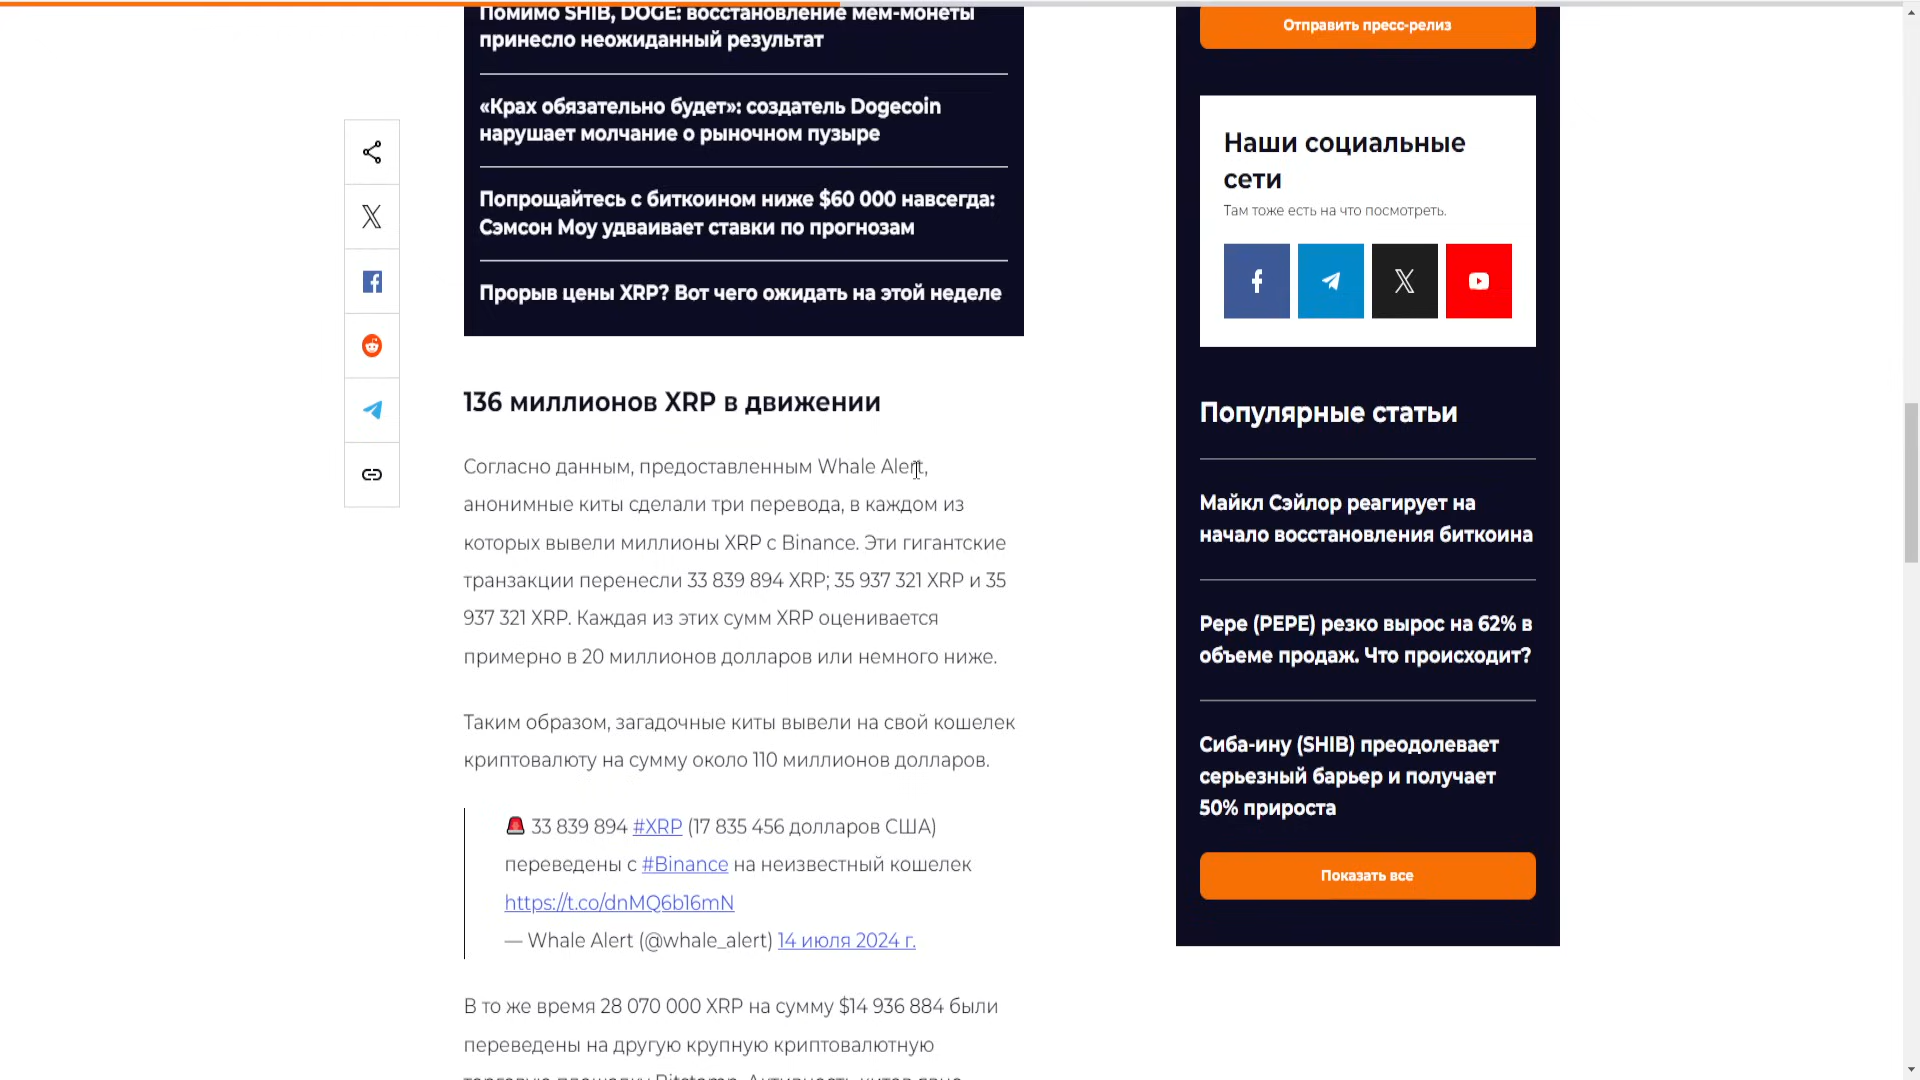 Помимо SHIB, DOGE: восстановление мем-монеты
принесло неожиданный результат
«Крах обязательно будет»: создатель Dogecoin
нарушает молчание о рыночном пузыре
Попрощайтесь с биткоином ниже $60 000 навсегда:
Сэмсон Моу удваивает ставки по прогнозам
Прорыв цены XRP? Вот чего ожидать на этой неделе
136 миллионов XRP в движении
Согласно данным, предоставленным Whale Alert,
анонимные киты сделали три перевода, в каждом из
которых вывели миллионы XRP с Binance. Эти гигантские
транзакции перенесли 33 839 894 XRP; 35 937 321 XRP и 35
937 321 XRP. Каждая из этих сумм XRP оценивается
примерно в 20 миллионов долларов или немного ниже.
Таким образом, загадочные киты вывели на свой кошелек
криптовалюту на сумму около 110 миллионов долларов.
🚨 33 839 894 #XRP (17 835 456 долларов США)
переведены с #Binance на неизвестный кошелек
https://t.co/dnMQ6b16mN
— Whale Alert (@whale_alert) 14 июля 2024 г.
В то же время 28 070 000 XRP на сумму $14 936 884 были
переведены на другую крупную криптовалютную
торговую площадку Bitstamp. Активность китов явно
Отправить пресс-релиз
Наши социальные
сети
Там тоже есть на что посмотреть.
Популярные статьи
Майкл Сэйлор реагирует на
начало восстановления биткоина
Pepe (PEPE) резко вырос на 62% в
объеме продаж. Что происходит?
Сиба-ину (SHIB) преодолевает
серьезный барьер и получает
50% прироста
Показать все